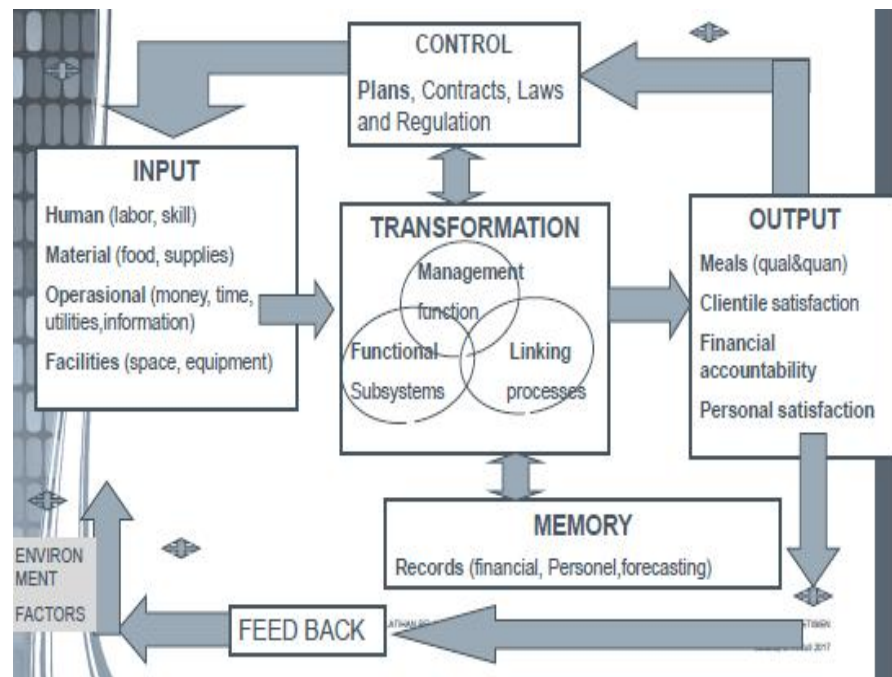 CONTROL
Plans, Contracts, Laws
and Regulation
INPUT
Human (labor, skill)
Material (food, supplies)
Operasional (money, time,
utilities,information)
Facilities (space, equipment)
TRANSFORMATION
Management
function
Functional
Subsystems
Linking
processes
OUTPUT
Meals (qual&quan)
Clientile satisfaction
Financial
accountability
Personal satisfaction
MEMORY
Records (financial, Personel,forecasting)
ENVIRON
MENT
FACTORS
FEED BACK
2017